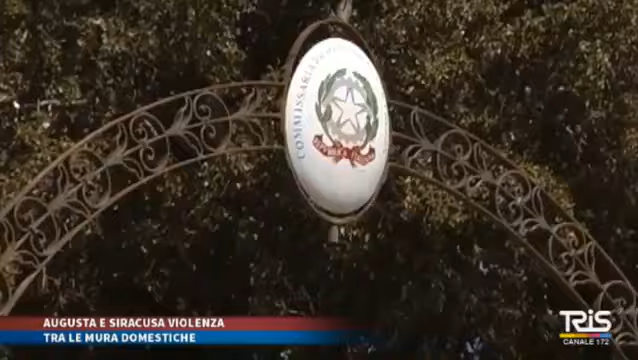 COMMISSARIATO
AUGUSTA E SIRACUSA VIOLENZA
TRA LE MURA DOMESTICHE
TRIS
CANALE 172